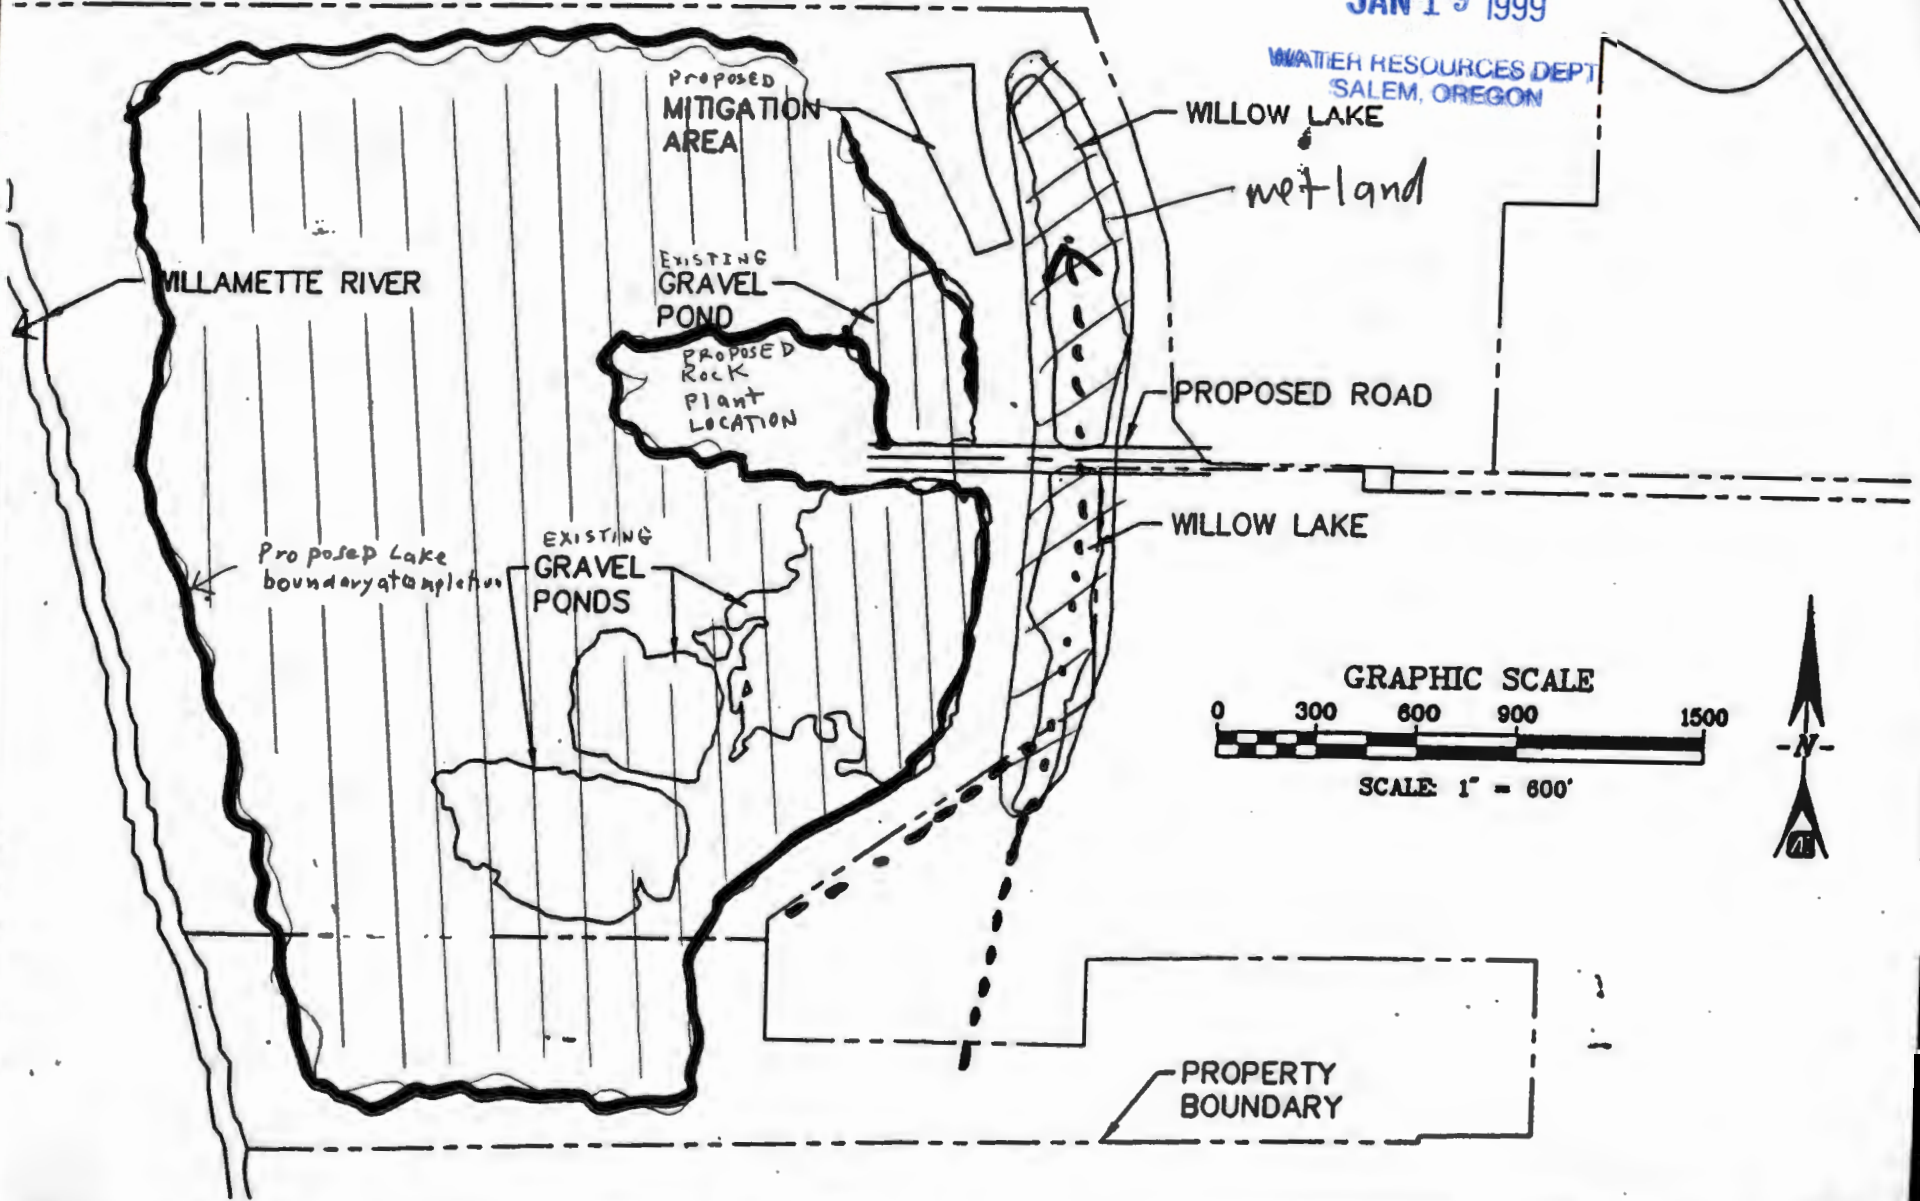 JAN 19 1999
WATER RESOURCES DEPT
SALEM, OREGON
PROPOSED
MITIGATION
AREA
WILLOW LAKE
wetland
WILLAMETTE RIVER
EXISTING
GRAVEL
POND
PROPOSED
ROCK
Plant
LOCATION
PROPOSED ROAD
WILLOW LAKE
Proposed Lake
boundary at completion
EXISTING
GRAVEL
PONDS
GRAPHIC SCALE
0 300 600 900 1500
SCALE: 1" = 600'
-N-
PROPERTY
BOUNDARY